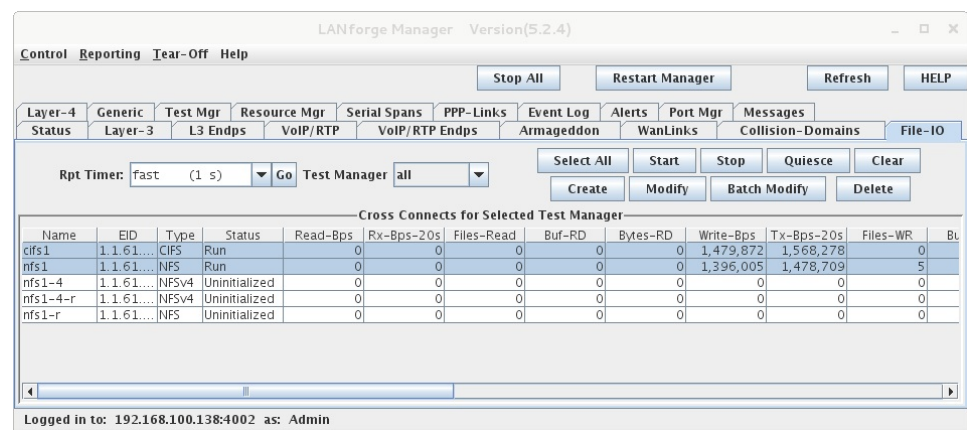 LANforge Manager Version(5.2.4)
Control Reporting Tear-Off Help
Stop All Restart Manager Refresh HELP
Layer-4 Generic Test Mgr Resource Mgr Serial Spans PPP-Links Event Log Alerts Port Mgr Messages
Status Layer-3 L3 Endps VoIP/RTP VoIP/RTP Endps Armageddon WanLinks Collision-Domains File-IO
Select All Start Stop Quiesce Clear
Rpt Timer: fast (1 s) Go Test Manager all
Create Modify Batch Modify Delete
Cross Connects for Selected Test Manager
Name EID Type Status Read-Bps Rx-Bps-20s Files-Read Buf-RD Bytes-RD Write-Bps Tx-Bps-20s Files-WR Bu
cifs1 1.1.61.... CIFS Run 0 0 0 0 0 1,479,872 1,568,278 0
nfs1 1.1.61.... NFS Run 0 0 0 0 0 1,396,005 1,478,709 5
nfs1-4 1.1.61.... NFSv4 Uninitialized 0 0 0 0 0 0 0 0
nfs1-4-r 1.1.61.... NFSv4 Uninitialized 0 0 0 0 0 0 0 0
nfs1-r 1.1.61.... NFS Uninitialized 0 0 0 0 0 0 0 0
Logged in to: 192.168.100.138:4002 as: Admin